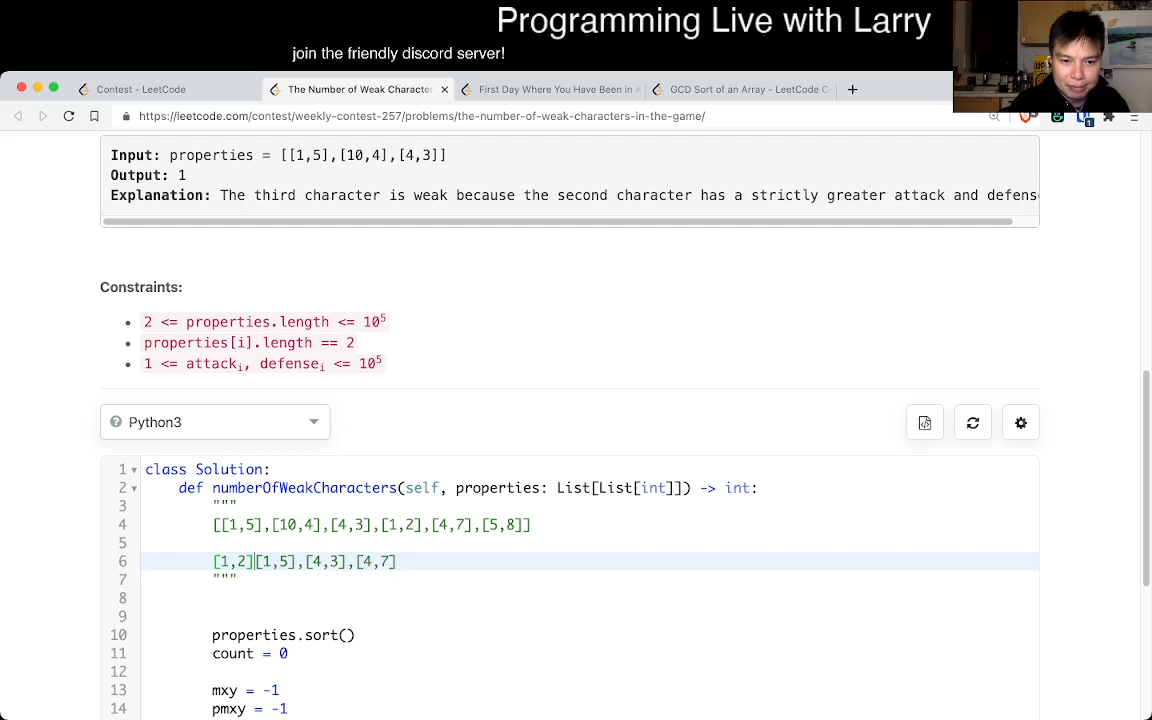 Programming Live with Larry
join the friendly discord server!
Contest - LeetCode
The Number of Weak Character
First Day Where You Have Been in A
GCD Sort of an Array - LeetCode C
https://leetcode.com/contest/weekly-contest-257/problems/the-number-of-weak-characters-in-the-game/
Input: properties = [[1,5],[10,4],[4,3]]
Output: 1
Explanation: The third character is weak because the second character has a strictly greater attack and defens
Constraints:
2 <= properties.length <= 10⁵
properties[i].length == 2
1 <= attackᵢ, defenseᵢ <= 10⁵
Python3
1 class Solution:
2 def numberOfWeakCharacters(self, properties: List[List[int]]) -> int:
3 """
4 [[1,5],[10,4],[4,3],[1,2],[4,7],[5,8]]
5
6 [1,2][1,5],[4,3],[4,7]
7 """
8
9
10 properties.sort()
11 count = 0
12
13 mxy = -1
14 pmxy = -1